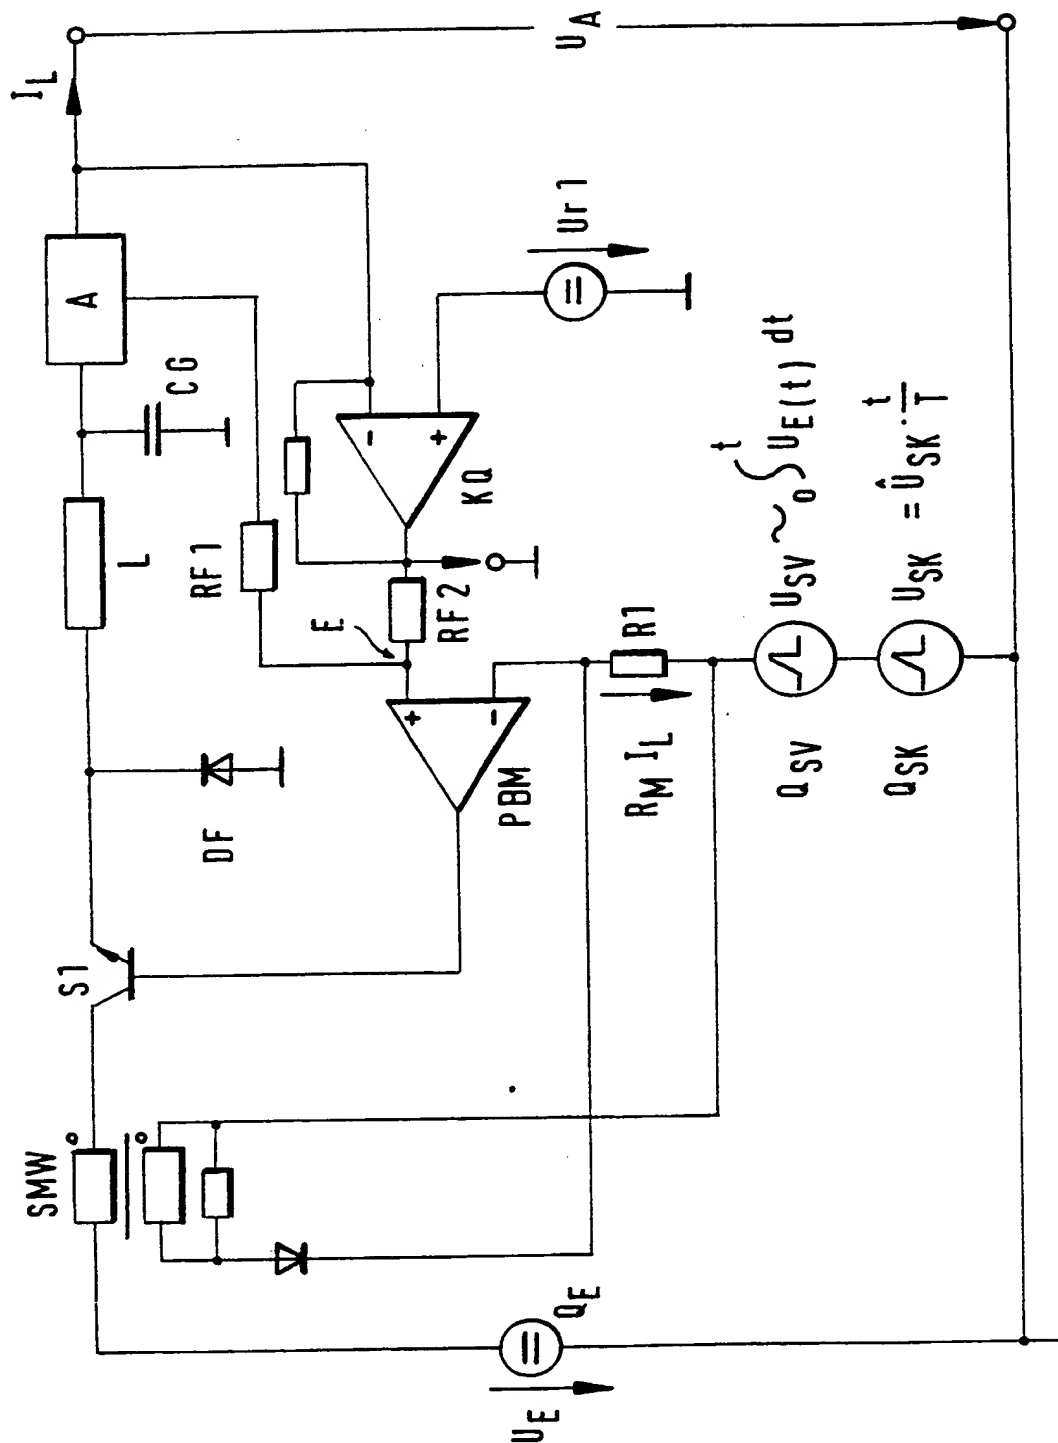 SMW
S1
L
A
I_L
DF
CG
RF1
E
RF2
KQ
PBM
+
-
-
+
Ur1
U_A
U_E
Q_E
R_M I_L
R1
Q_SV
U_SV ~ ₀∫ᵗ U_E(t) dt
Q_SK
U_SK = Û_SK · t/T